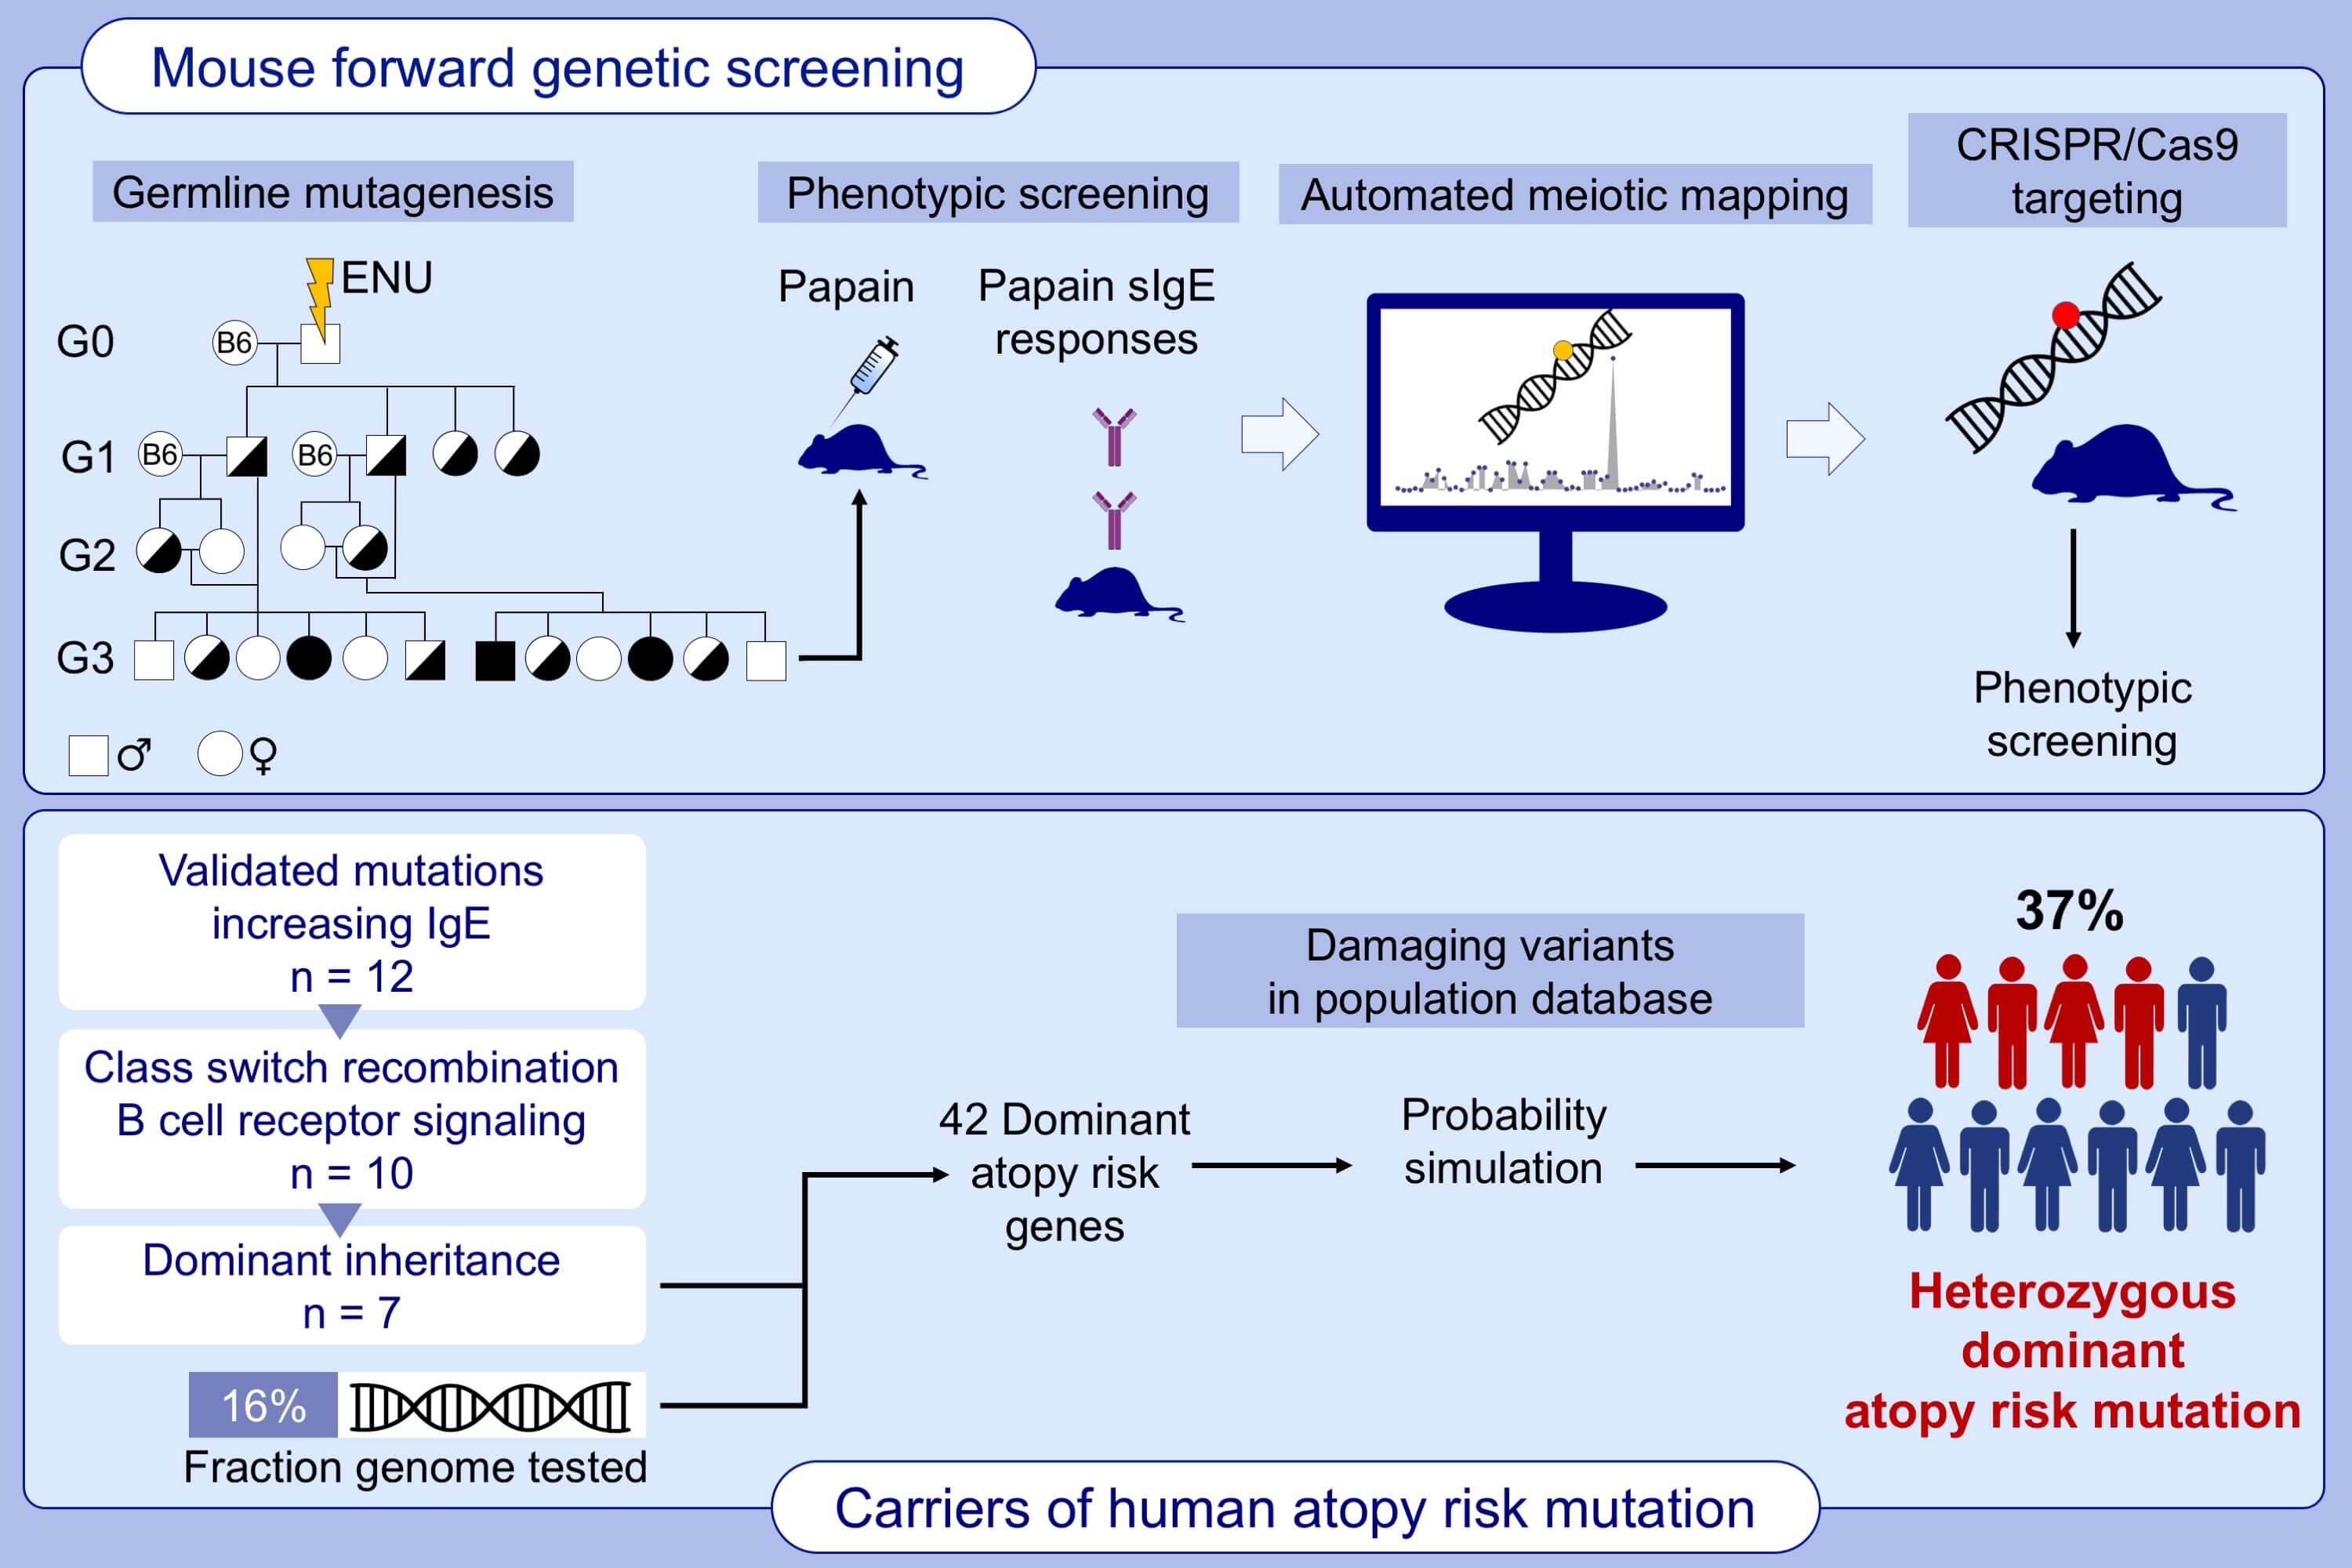 Mouse forward genetic screening
Germline mutagenesis
Phenotypic screening
Automated meiotic mapping
CRISPR/Cas9
targeting
ENU
G0
B6
G1
B6
B6
G2
G3
♂
♀
Papain
Papain sIgE
responses
Phenotypic
screening
Validated mutations
increasing IgE
n = 12
Class switch recombination
B cell receptor signaling
n = 10
Dominant inheritance
n = 7
16%
Fraction genome tested
42 Dominant
atopy risk
genes
Damaging variants
in population database
Probability
simulation
37%
Heterozygous
dominant
atopy risk mutation
Carriers of human atopy risk mutation